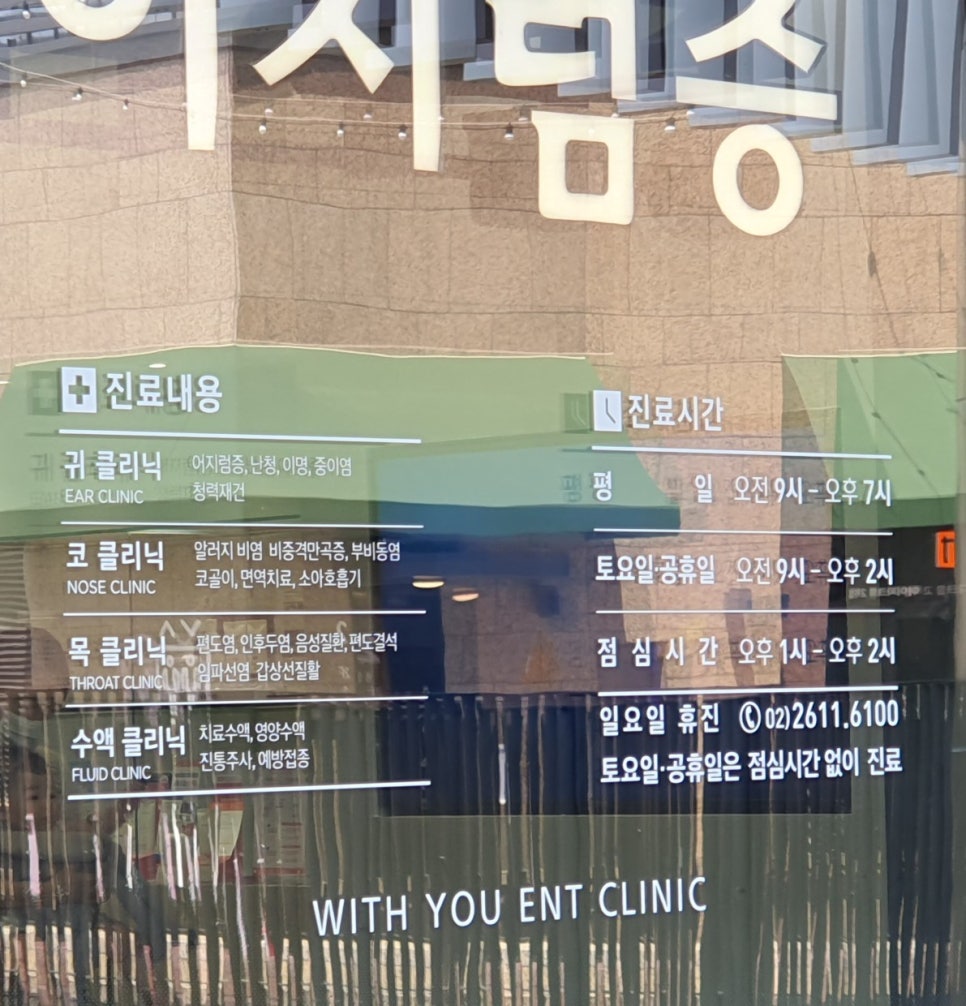 어지럼증
진료내용
귀 클리닉
EAR CLINIC
어지럼증, 난청, 이명, 중이염
청력재건
코 클리닉
NOSE CLINIC
알러지 비염 비중격만곡증, 부비동염
코골이, 면역치료, 소아호흡기
목 클리닉
THROAT CLINIC
편도염, 인후두염, 음성질환, 편도결석
임파선염 갑상선질활
수액 클리닉
FLUID CLINIC
치료수액, 영양수액
진통주사, 예방접종
진료시간
평 일 오전 9시 - 오후 7시
토요일·공휴일 오전 9시 - 오후 2시
점 심 시 간 오후 1시 - 오후 2시
일요일 휴진 02)2611.6100
토요일·공휴일은 점심시간 없이 진료
WITH YOU ENT CLINIC